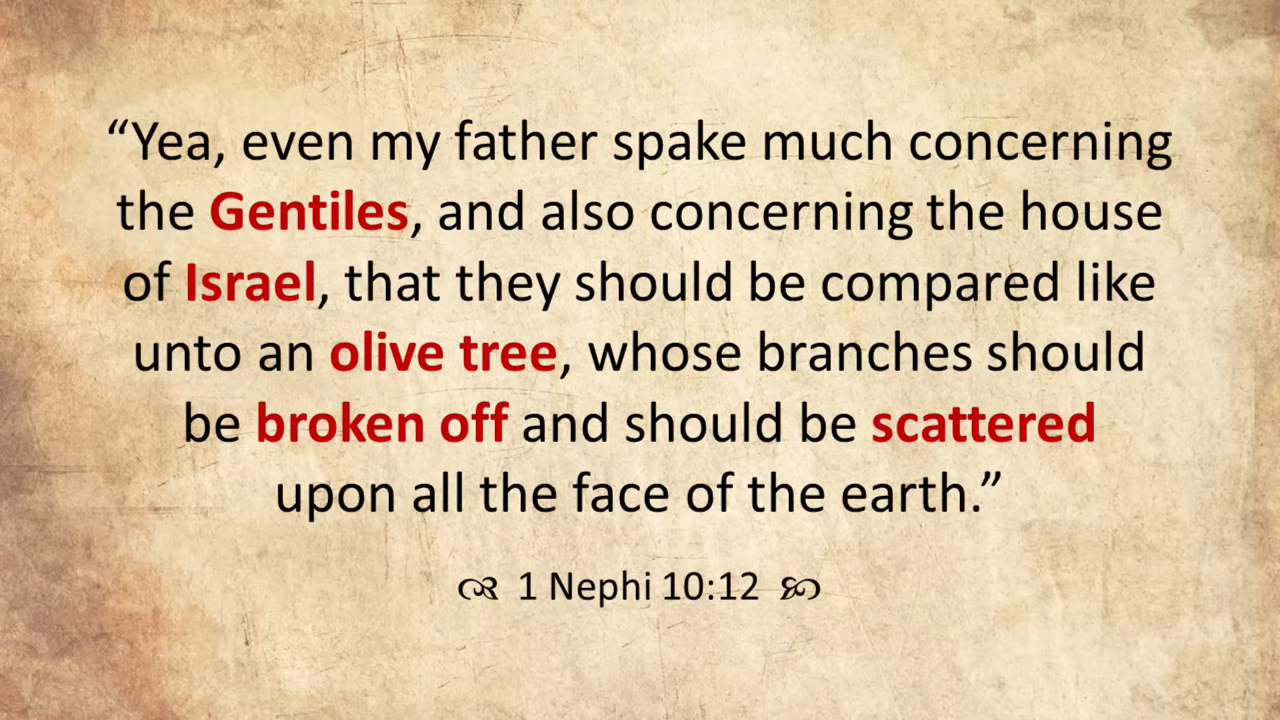 “Yea, even my father spake much concerning
the Gentiles, and also concerning the house
of Israel, that they should be compared like
unto an olive tree, whose branches should
be broken off and should be scattered
upon all the face of the earth.”
1 Nephi 10:12